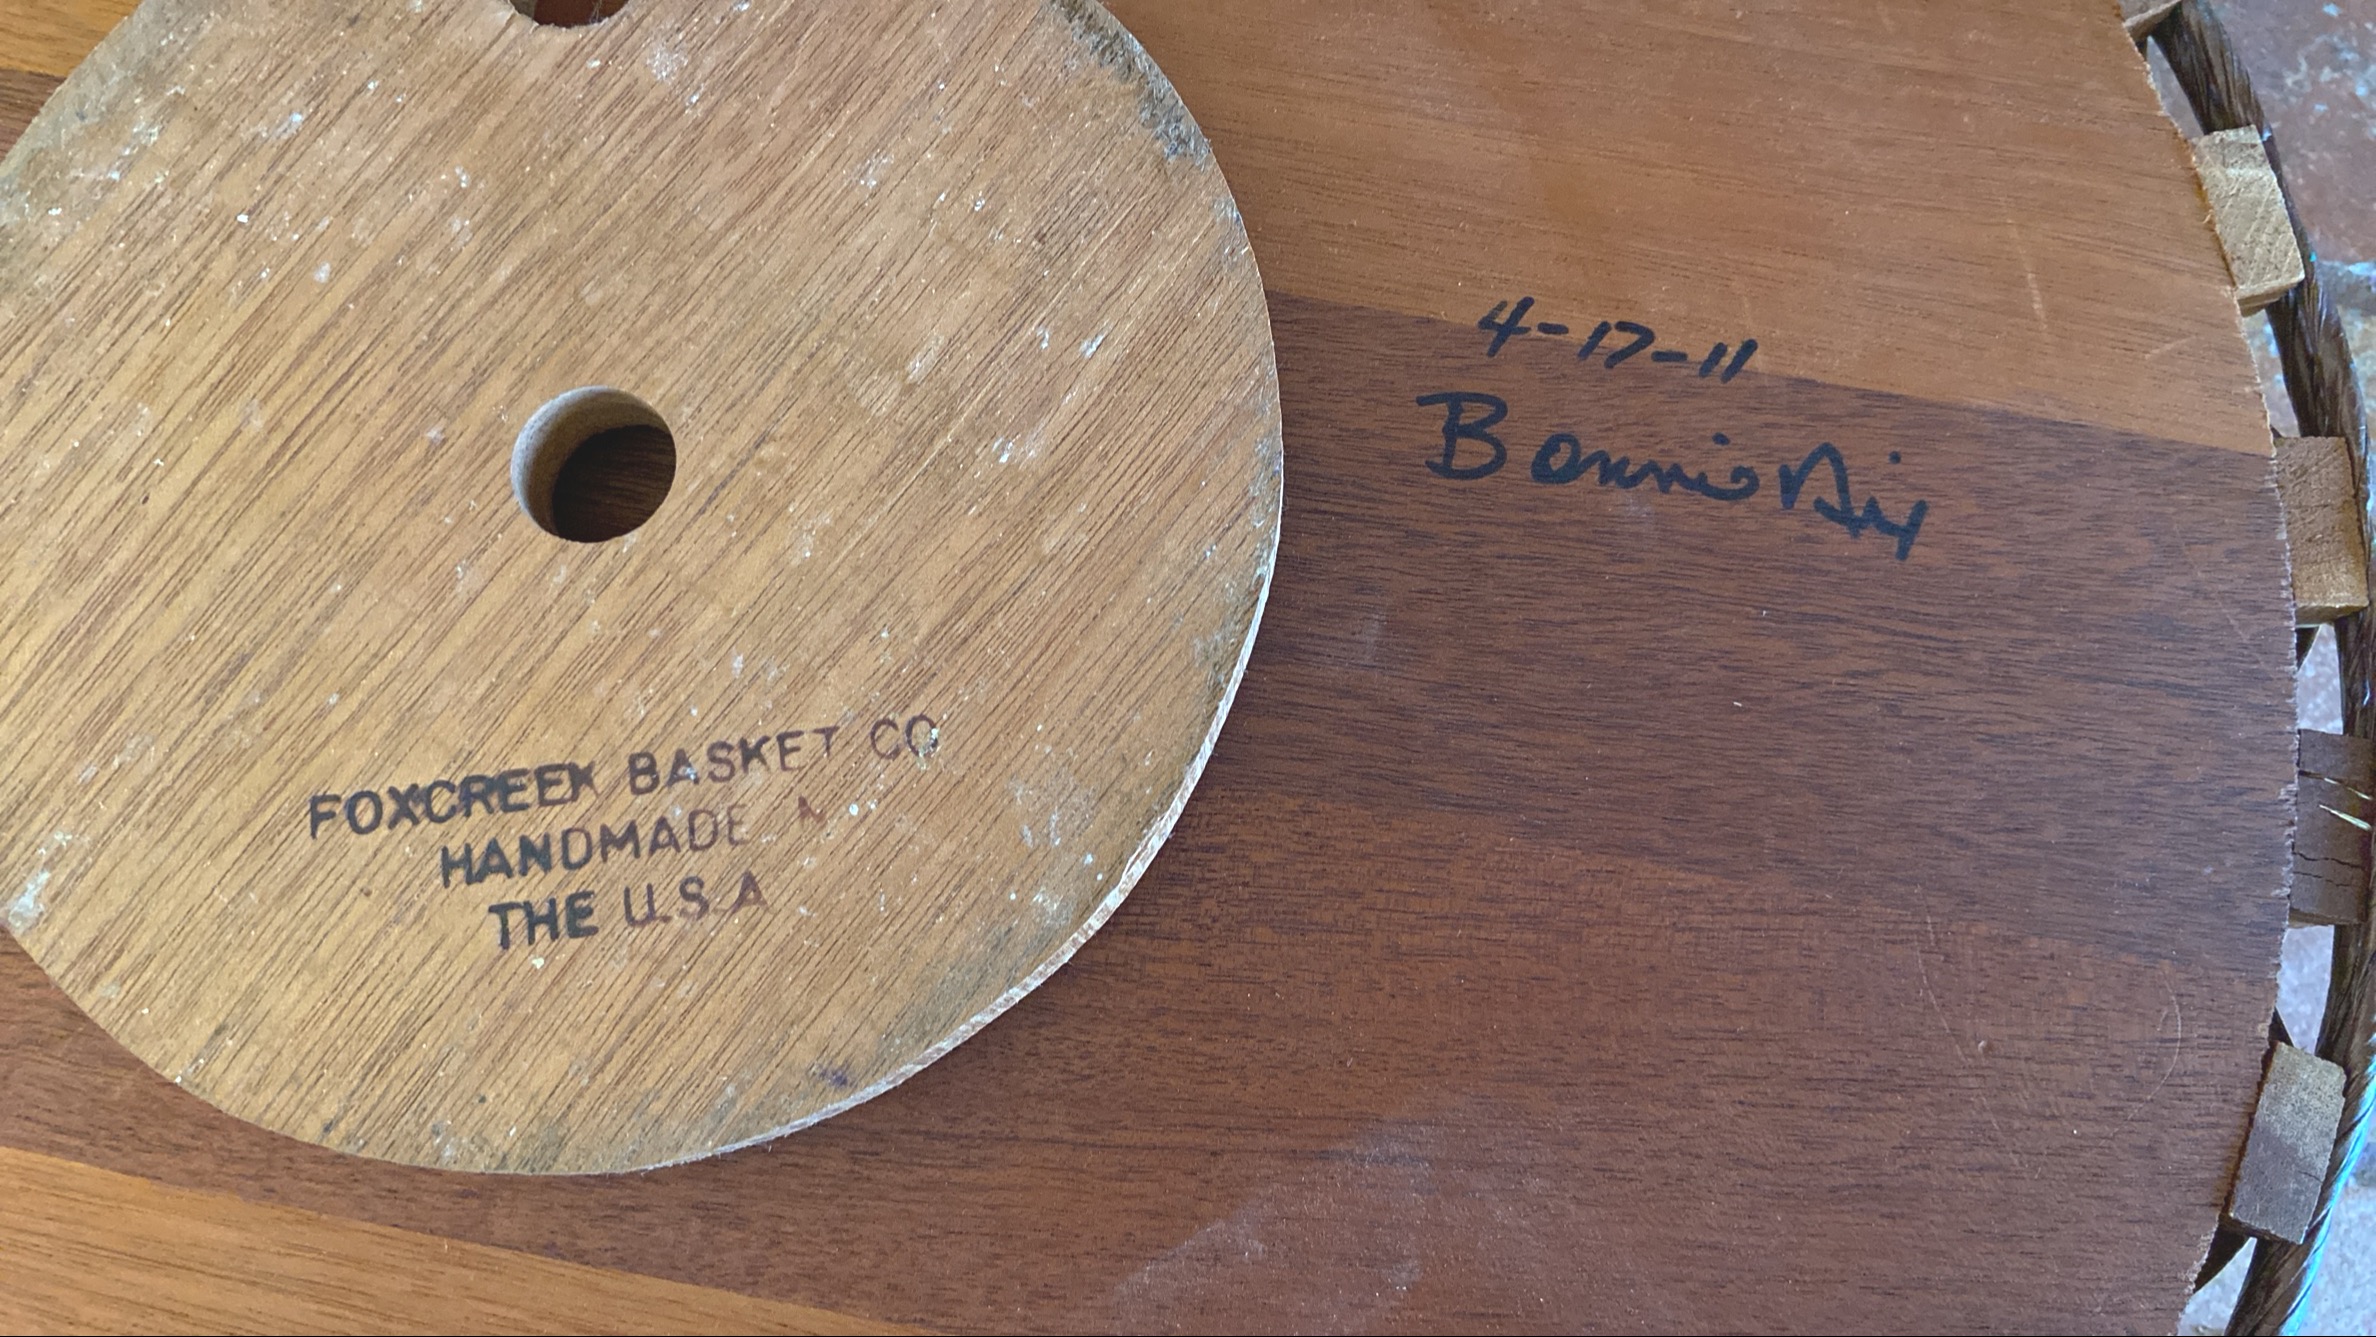 4-17-11
Bonnie
FOXCREEK BASKET CO
HANDMADE
THE U.S.A